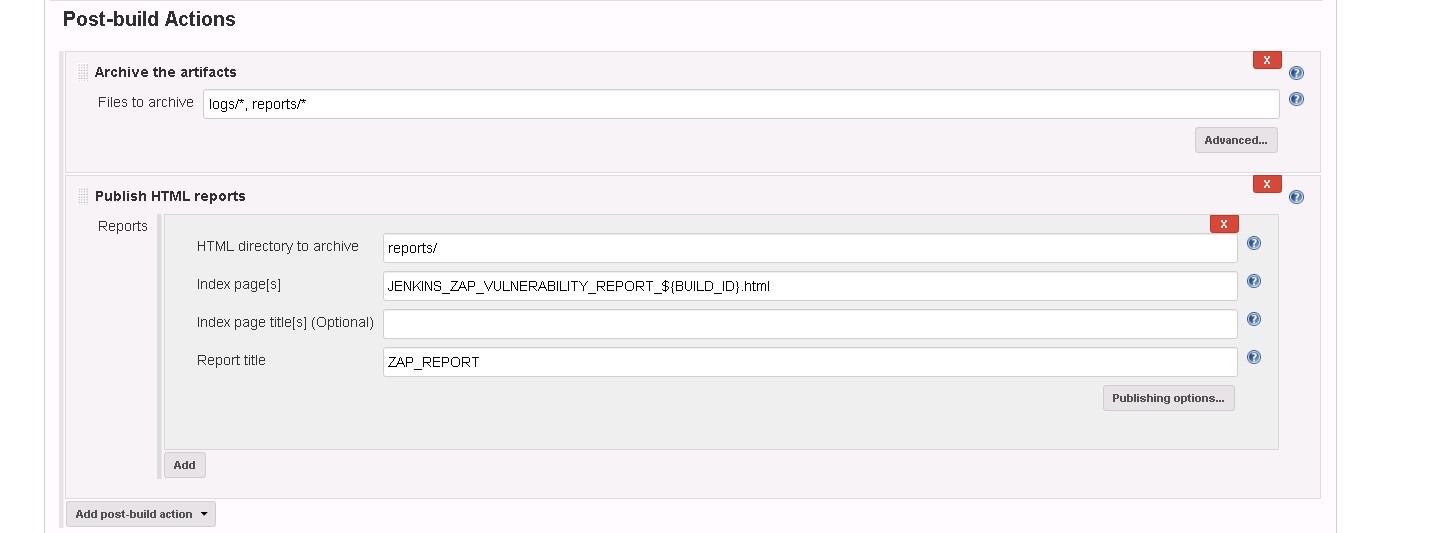 Post-build Actions
X
Archive the artifacts
Files to archive logs/*, reports/*
Advanced...
X
Publish HTML reports
Reports
X
HTML directory to archive reports/
Index page[s] JENKINS_ZAP_VULNERABILITY_REPORT_${BUILD_ID}.html
Index page title[s] (Optional)
Report title ZAP_REPORT
Publishing options...
Add
Add post-build action